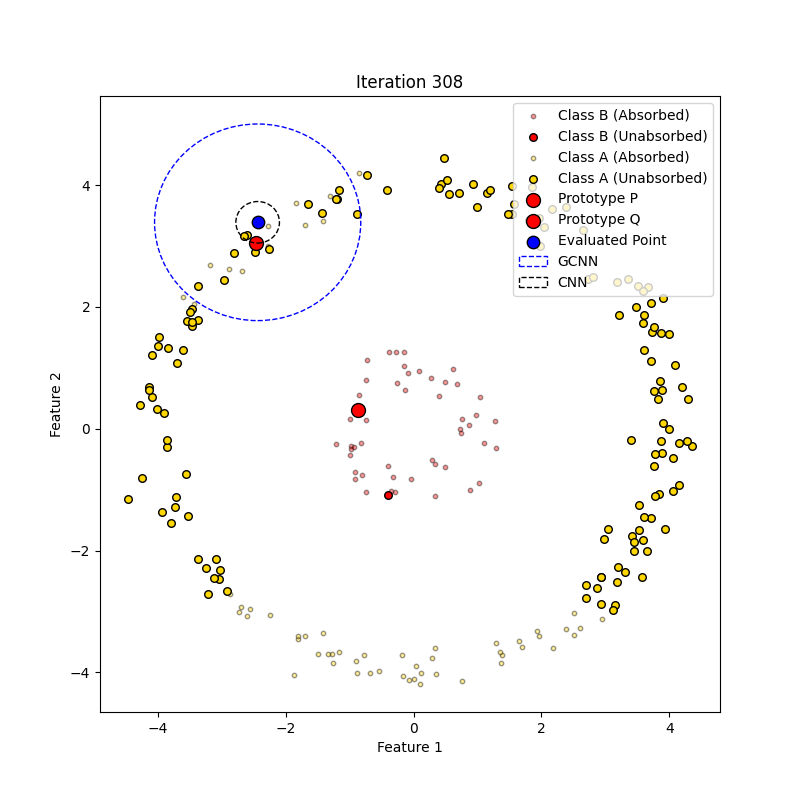 Iteration 308
Class B (Absorbed)
Class B (Unabsorbed)
Class A (Absorbed)
Class A (Unabsorbed)
Prototype P
Prototype Q
Evaluated Point
GCNN
CNN
4
2
0
−2
−4
Feature 2
−4 −2 0 2 4
Feature 1